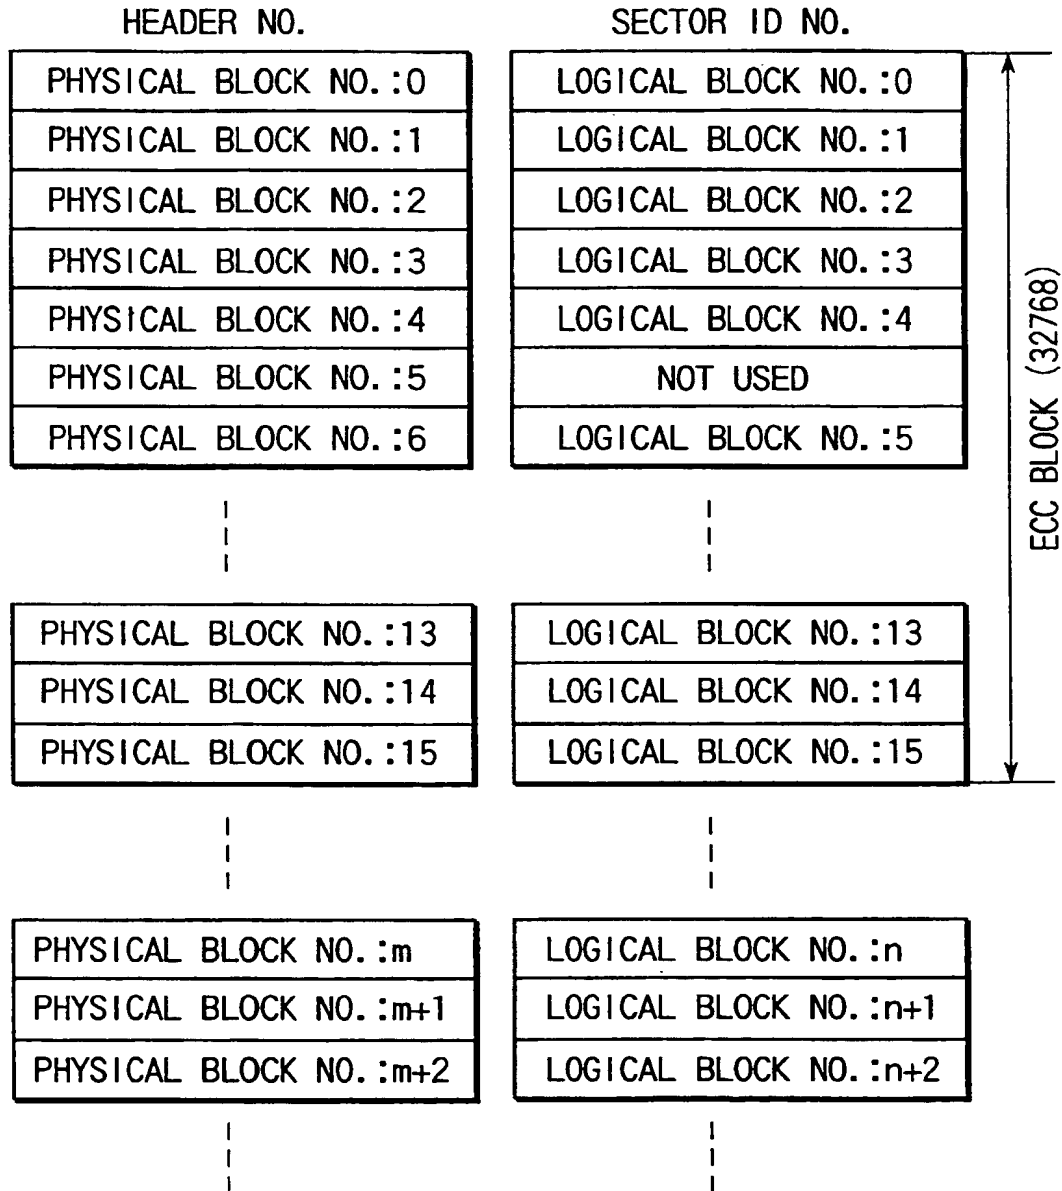 HEADER NO.
SECTOR ID NO.
PHYSICAL BLOCK NO.:0
LOGICAL BLOCK NO.:0
PHYSICAL BLOCK NO.:1
LOGICAL BLOCK NO.:1
PHYSICAL BLOCK NO.:2
LOGICAL BLOCK NO.:2
PHYSICAL BLOCK NO.:3
LOGICAL BLOCK NO.:3
PHYSICAL BLOCK NO.:4
LOGICAL BLOCK NO.:4
PHYSICAL BLOCK NO.:5
NOT USED
PHYSICAL BLOCK NO.:6
LOGICAL BLOCK NO.:5
ECC BLOCK (32768)
PHYSICAL BLOCK NO.:13
LOGICAL BLOCK NO.:13
PHYSICAL BLOCK NO.:14
LOGICAL BLOCK NO.:14
PHYSICAL BLOCK NO.:15
LOGICAL BLOCK NO.:15
PHYSICAL BLOCK NO.:m
LOGICAL BLOCK NO.:n
PHYSICAL BLOCK NO.:m+1
LOGICAL BLOCK NO.:n+1
PHYSICAL BLOCK NO.:m+2
LOGICAL BLOCK NO.:n+2